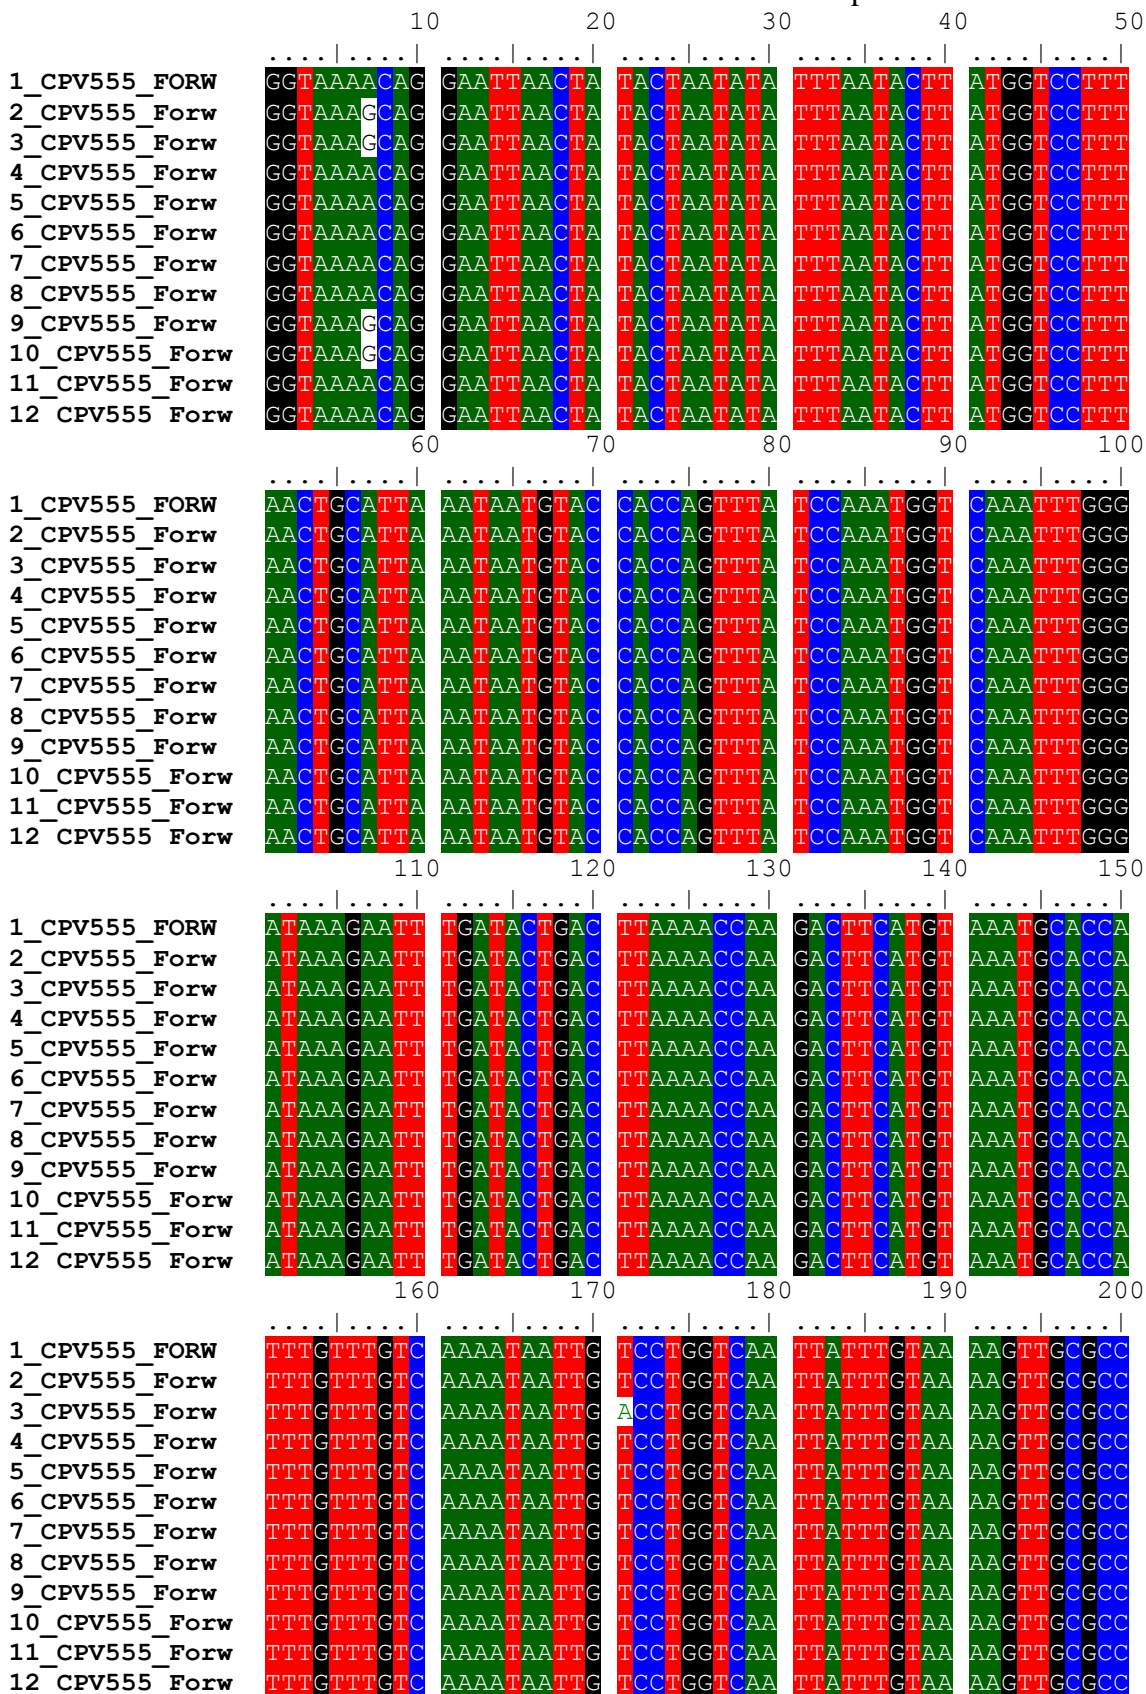 p
10 20 30 40 50
....|....| ....|....| ....|....| ....|....| ....|....|
1_CPV555_FORW GGTAAAACAG GAATTAACTA TACTAATATA TTTAATACTT ATGGTCCTTT
2_CPV555_Forw GGTAAAGCAG GAATTAACTA TACTAATATA TTTAATACTT ATGGTCCTTT
3_CPV555_Forw GGTAAAGCAG GAATTAACTA TACTAATATA TTTAATACTT ATGGTCCTTT
4_CPV555_Forw GGTAAAACAG GAATTAACTA TACTAATATA TTTAATACTT ATGGTCCTTT
5_CPV555_Forw GGTAAAACAG GAATTAACTA TACTAATATA TTTAATACTT ATGGTCCTTT
6_CPV555_Forw GGTAAAACAG GAATTAACTA TACTAATATA TTTAATACTT ATGGTCCTTT
7_CPV555_Forw GGTAAAACAG GAATTAACTA TACTAATATA TTTAATACTT ATGGTCCTTT
8_CPV555_Forw GGTAAAACAG GAATTAACTA TACTAATATA TTTAATACTT ATGGTCCTTT
9_CPV555_Forw GGTAAAGCAG GAATTAACTA TACTAATATA TTTAATACTT ATGGTCCTTT
10_CPV555_Forw GGTAAAGCAG GAATTAACTA TACTAATATA TTTAATACTT ATGGTCCTTT
11_CPV555_Forw GGTAAAACAG GAATTAACTA TACTAATATA TTTAATACTT ATGGTCCTTT
12 CPV555 Forw GGTAAAACAG GAATTAACTA TACTAATATA TTTAATACTT ATGGTCCTTT
60 70 80 90 100
....|....| ....|....| ....|....| ....|....| ....|....|
1_CPV555_FORW AACTGCATTA AATAATGTAC CACCAGTTTA TCCAAATGGT CAAATTTGGG
2_CPV555_Forw AACTGCATTA AATAATGTAC CACCAGTTTA TCCAAATGGT CAAATTTGGG
3_CPV555_Forw AACTGCATTA AATAATGTAC CACCAGTTTA TCCAAATGGT CAAATTTGGG
4_CPV555_Forw AACTGCATTA AATAATGTAC CACCAGTTTA TCCAAATGGT CAAATTTGGG
5_CPV555_Forw AACTGCATTA AATAATGTAC CACCAGTTTA TCCAAATGGT CAAATTTGGG
6_CPV555_Forw AACTGCATTA AATAATGTAC CACCAGTTTA TCCAAATGGT CAAATTTGGG
7_CPV555_Forw AACTGCATTA AATAATGTAC CACCAGTTTA TCCAAATGGT CAAATTTGGG
8_CPV555_Forw AACTGCATTA AATAATGTAC CACCAGTTTA TCCAAATGGT CAAATTTGGG
9_CPV555_Forw AACTGCATTA AATAATGTAC CACCAGTTTA TCCAAATGGT CAAATTTGGG
10_CPV555_Forw AACTGCATTA AATAATGTAC CACCAGTTTA TCCAAATGGT CAAATTTGGG
11_CPV555_Forw AACTGCATTA AATAATGTAC CACCAGTTTA TCCAAATGGT CAAATTTGGG
12 CPV555 Forw AACTGCATTA AATAATGTAC CACCAGTTTA TCCAAATGGT CAAATTTGGG
110 120 130 140 150
....|....| ....|....| ....|....| ....|....| ....|....|
1_CPV555_FORW ATAAAGAATT TGATACTGAC TTAAAACCAA GACTTCATGT AAATGCACCA
2_CPV555_Forw ATAAAGAATT TGATACTGAC TTAAAACCAA GACTTCATGT AAATGCACCA
3_CPV555_Forw ATAAAGAATT TGATACTGAC TTAAAACCAA GACTTCATGT AAATGCACCA
4_CPV555_Forw ATAAAGAATT TGATACTGAC TTAAAACCAA GACTTCATGT AAATGCACCA
5_CPV555_Forw ATAAAGAATT TGATACTGAC TTAAAACCAA GACTTCATGT AAATGCACCA
6_CPV555_Forw ATAAAGAATT TGATACTGAC TTAAAACCAA GACTTCATGT AAATGCACCA
7_CPV555_Forw ATAAAGAATT TGATACTGAC TTAAAACCAA GACTTCATGT AAATGCACCA
8_CPV555_Forw ATAAAGAATT TGATACTGAC TTAAAACCAA GACTTCATGT AAATGCACCA
9_CPV555_Forw ATAAAGAATT TGATACTGAC TTAAAACCAA GACTTCATGT AAATGCACCA
10_CPV555_Forw ATAAAGAATT TGATACTGAC TTAAAACCAA GACTTCATGT AAATGCACCA
11_CPV555_Forw ATAAAGAATT TGATACTGAC TTAAAACCAA GACTTCATGT AAATGCACCA
12 CPV555 Forw ATAAAGAATT TGATACTGAC TTAAAACCAA GACTTCATGT AAATGCACCA
160 170 180 190 200
....|....| ....|....| ....|....| ....|....| ....|....|
1_CPV555_FORW TTTGTTTGTC AAAATAATTG TCCTGGTCAA TTATTTGTAA AAGTTGCGCC
2_CPV555_Forw TTTGTTTGTC AAAATAATTG TCCTGGTCAA TTATTTGTAA AAGTTGCGCC
3_CPV555_Forw TTTGTTTGTC AAAATAATTG ACCTGGTCAA TTATTTGTAA AAGTTGCGCC
4_CPV555_Forw TTTGTTTGTC AAAATAATTG TCCTGGTCAA TTATTTGTAA AAGTTGCGCC
5_CPV555_Forw TTTGTTTGTC AAAATAATTG TCCTGGTCAA TTATTTGTAA AAGTTGCGCC
6_CPV555_Forw TTTGTTTGTC AAAATAATTG TCCTGGTCAA TTATTTGTAA AAGTTGCGCC
7_CPV555_Forw TTTGTTTGTC AAAATAATTG TCCTGGTCAA TTATTTGTAA AAGTTGCGCC
8_CPV555_Forw TTTGTTTGTC AAAATAATTG TCCTGGTCAA TTATTTGTAA AAGTTGCGCC
9_CPV555_Forw TTTGTTTGTC AAAATAATTG TCCTGGTCAA TTATTTGTAA AAGTTGCGCC
10_CPV555_Forw TTTGTTTGTC AAAATAATTG TCCTGGTCAA TTATTTGTAA AAGTTGCGCC
11_CPV555_Forw TTTGTTTGTC AAAATAATTG TCCTGGTCAA TTATTTGTAA AAGTTGCGCC
12 CPV555 Forw TTTGTTTGTC AAAATAATTG TCCTGGTCAA TTATTTGTAA AAGTTGCGCC